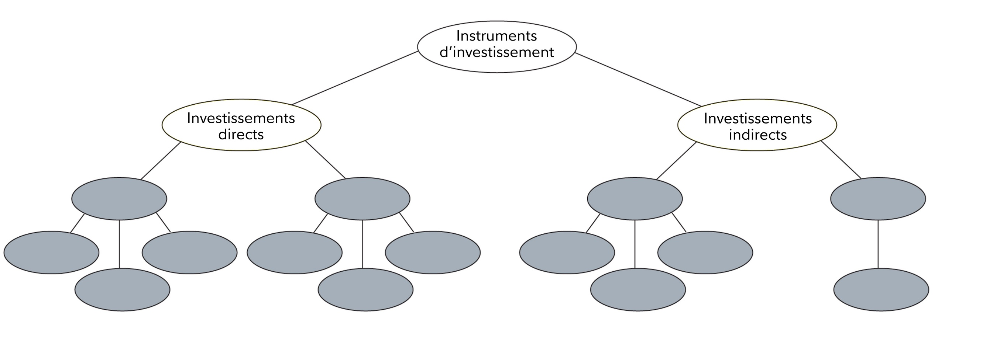 Instruments
d’investissement
Investissements
directs
Investissements
indirects